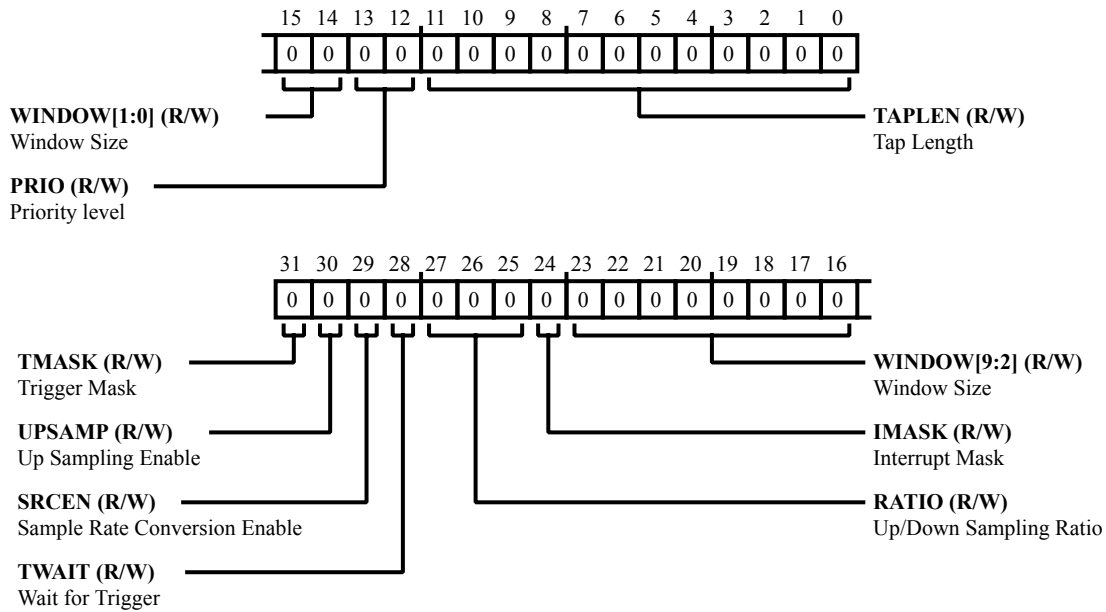 15 14 13 12 11 10 9 8 7 6 5 4 3 2 1 0
0 0 0 0 0 0 0 0 0 0 0 0 0 0 0 0
WINDOW[1:0] (R/W)
Window Size
TAPLEN (R/W)
Tap Length
PRIO (R/W)
Priority level
31 30 29 28 27 26 25 24 23 22 21 20 19 18 17 16
0 0 0 0 0 0 0 0 0 0 0 0 0 0 0 0
TMASK (R/W)
Trigger Mask
WINDOW[9:2] (R/W)
Window Size
UPSAMP (R/W)
Up Sampling Enable
IMASK (R/W)
Interrupt Mask
SRCEN (R/W)
Sample Rate Conversion Enable
RATIO (R/W)
Up/Down Sampling Ratio
TWAIT (R/W)
Wait for Trigger